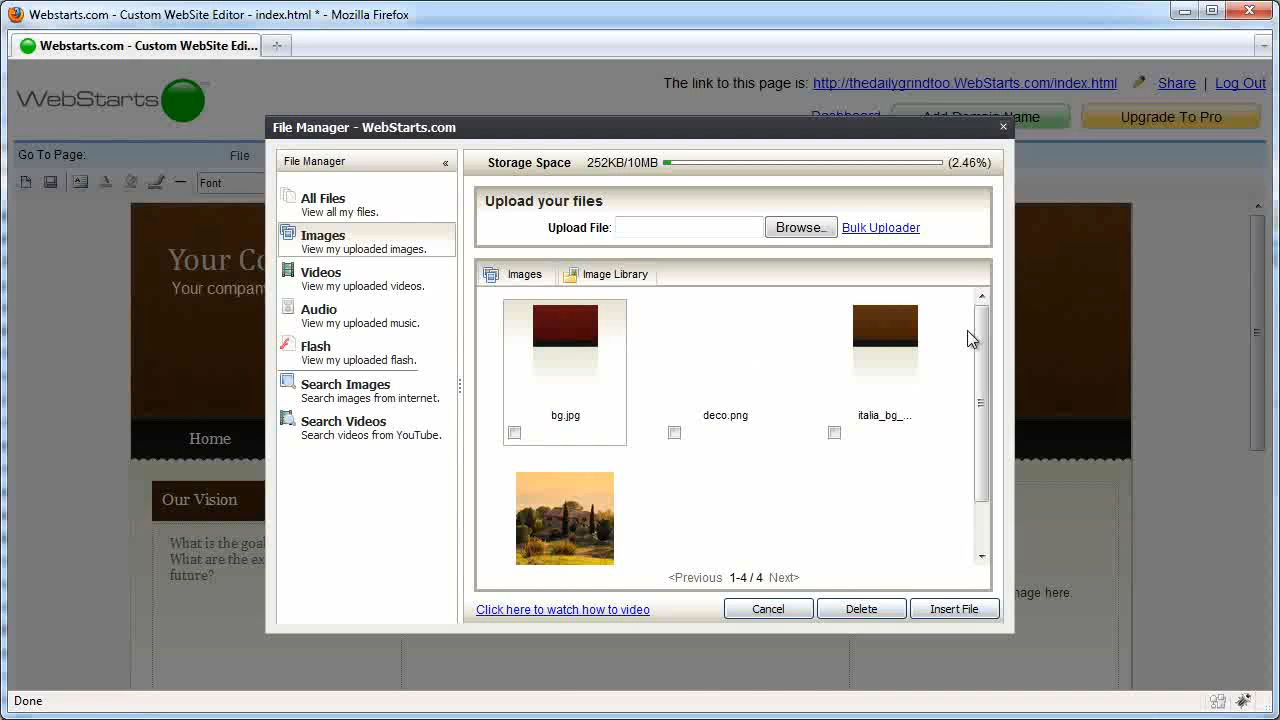 Webstarts.com - Custom WebSite Editor - index.html * - Mozilla Firefox
Webstarts.com - Custom WebSite Edi...
WebStarts
The link to this page is: http://thedailygrindtoo.WebStarts.com/index.html
Share | Log Out
Dashboard
Add Domain Name
Upgrade To Pro
File Manager - WebStarts.com
Go To Page:
File
Font
File Manager
«
Storage Space 252KB/10MB (2.46%)
All Files
View all my files.
Images
View my uploaded images.
Videos
View my uploaded videos.
Audio
View my uploaded music.
Flash
View my uploaded flash.
Search Images
Search images from internet.
Search Videos
Search videos from YouTube.
Upload your files
Upload File:
Browse..
Bulk Uploader
Images
Image Library
bg.jpg
deco.png
italia_bg_...
<Previous 1-4 / 4 Next>
Click here to watch how to video
Cancel
Delete
Insert File
Your Co
Your company
Home
Our Vision
What is the goal
What are the ex
future?
mage here.
Done